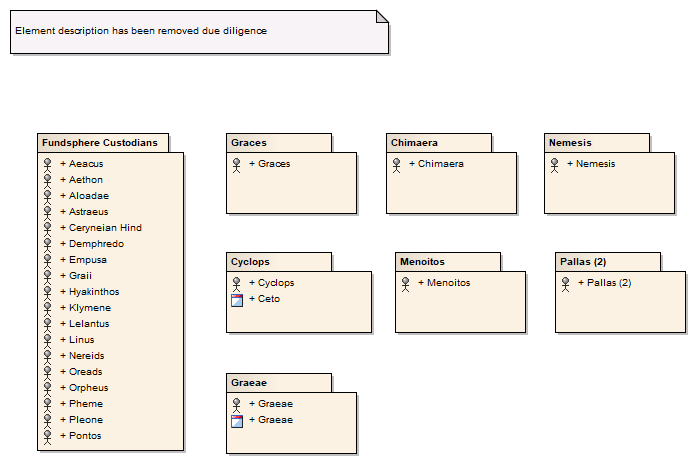 Element description has been removed due diligence
Fundsphere Custodians
+ Aeacus
+ Aethon
+ Aloadae
+ Astraeus
+ Ceryneian Hind
+ Demphredo
+ Empusa
+ Graii
+ Hyakinthos
+ Klymene
+ Lelantus
+ Linus
+ Nereids
+ Oreads
+ Orpheus
+ Pheme
+ Pleone
+ Pontos
Graces
+ Graces
Chimaera
+ Chimaera
Nemesis
+ Nemesis
Cyclops
+ Cyclops
+ Ceto
Menoitos
+ Menoitos
Pallas (2)
+ Pallas (2)
Graeae
+ Graeae
+ Graeae